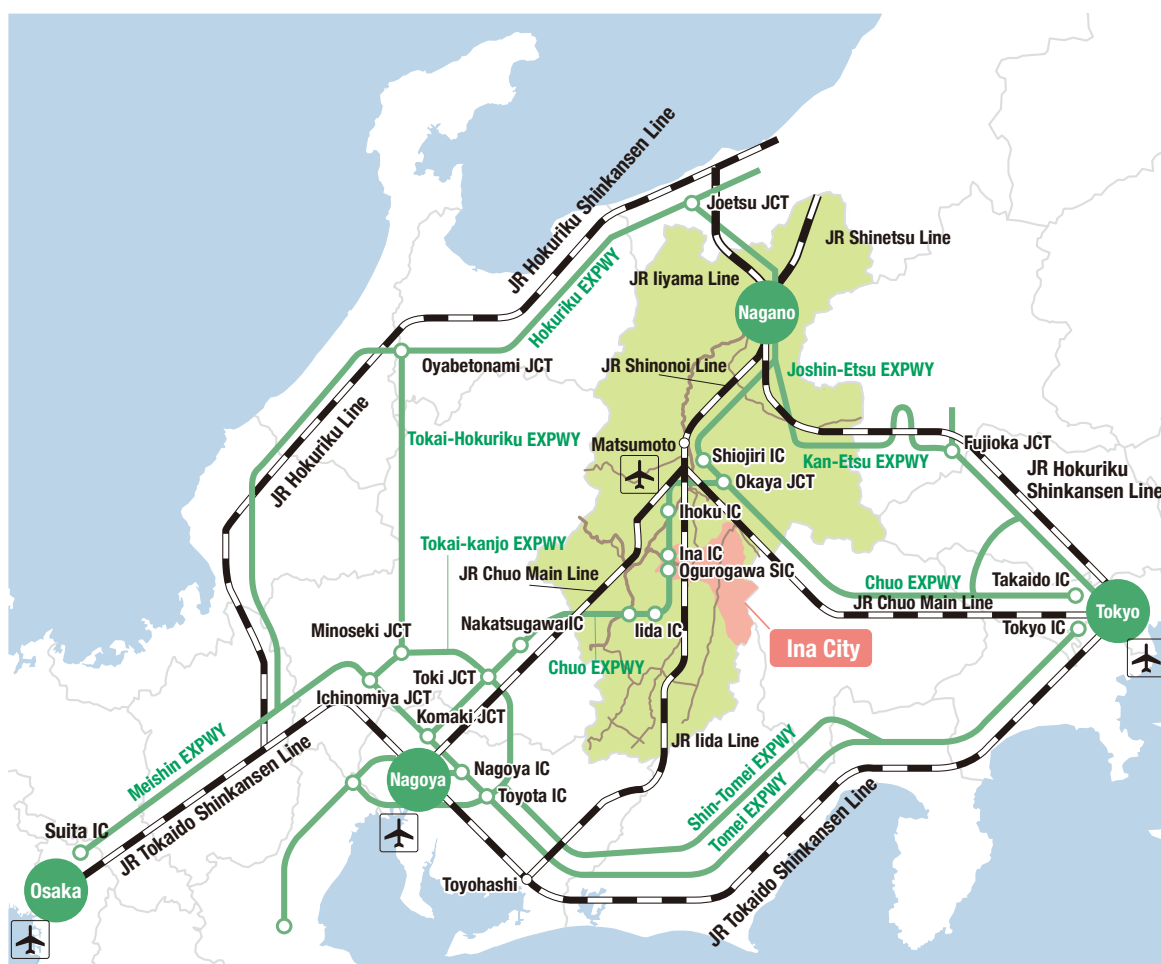 JR Hokuriku Shinkansen Line
Joetsu JCT
JR Shinetsu Line
JR Iiyama Line
Hokuriku EXPWY
Nagano
Oyabetonami JCT
JR Shinonoi Line
Joshin-Etsu EXPWY
JR Hokuriku Line
Tokai-Hokuriku EXPWY
Matsumoto
Shiojiri IC
Kan-Etsu EXPWY
Fujioka JCT
JR Hokuriku
Shinkansen Line
Okaya JCT
Ihoku IC
Tokai-kanjo EXPWY
Ina IC
Ogurogawa SIC
JR Chuo Main Line
Chuo EXPWY
Takaido IC
JR Chuo Main Line
Tokyo
Tokyo IC
Minoseki JCT
Nakatsugawa IC
Iida IC
Ina City
Chuo EXPWY
Toki JCT
Ichinomiya JCT
Komaki JCT
JR Iida Line
Meishin EXPWY
JR Tokaido Shinkansen Line
Nagoya
Nagoya IC
Toyota IC
Shin-Tomei EXPWY
Tomei EXPWY
JR Tokaido Shinkansen Line
Suita IC
Osaka
Toyohashi